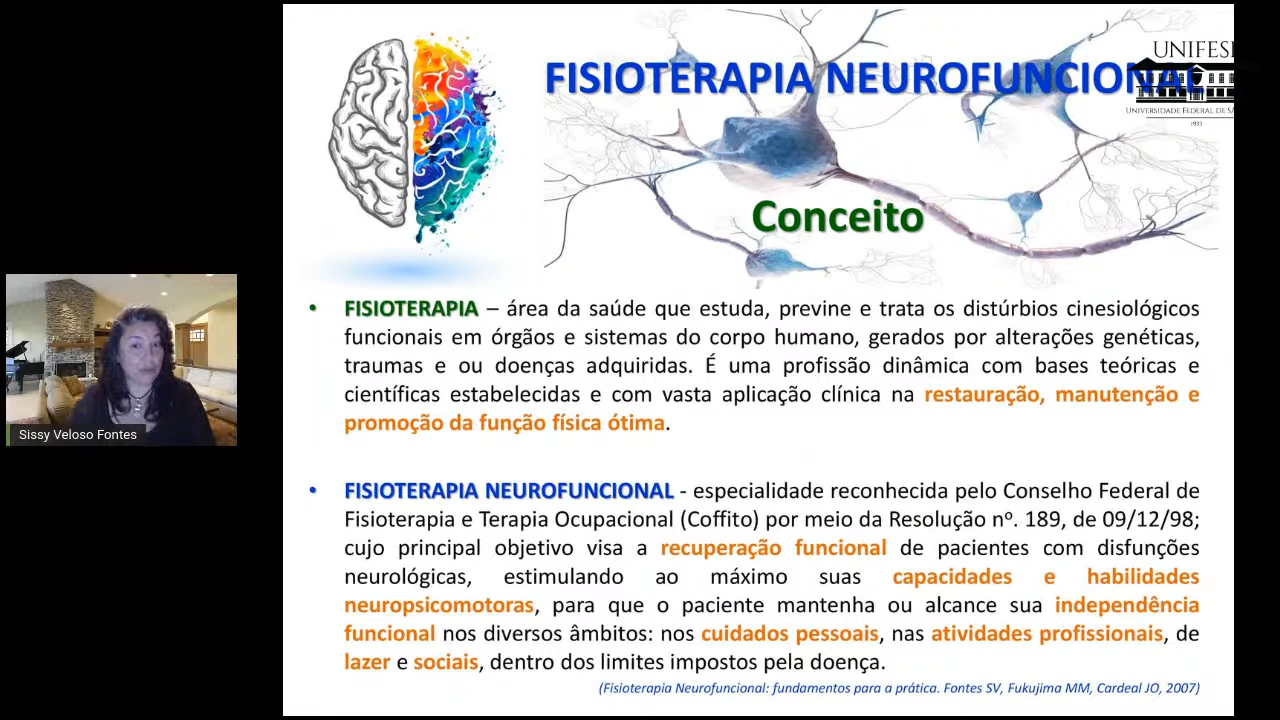 FISIOTERAPIA NEUROFUNCIONAL
UNIFESP
UNIVERSIDADE FEDERAL DE
1933
Conceito
• FISIOTERAPIA – área da saúde que estuda, previne e trata os distúrbios cinesiológicos
funcionais em órgãos e sistemas do corpo humano, gerados por alterações genéticas,
traumas e ou doenças adquiridas. É uma profissão dinâmica com bases teóricas e
científicas estabelecidas e com vasta aplicação clínica na restauração, manutenção e
promoção da função física ótima.
Sissy Veloso Fontes
• FISIOTERAPIA NEUROFUNCIONAL - especialidade reconhecida pelo Conselho Federal de
Fisioterapia e Terapia Ocupacional (Coffito) por meio da Resolução nº. 189, de 09/12/98;
cujo principal objetivo visa a recuperação funcional de pacientes com disfunções
neurológicas, estimulando ao máximo suas capacidades e habilidades
neuropsicomotoras, para que o paciente mantenha ou alcance sua independência
funcional nos diversos âmbitos: nos cuidados pessoais, nas atividades profissionais, de
lazer e sociais, dentro dos limites impostos pela doença.
(Fisioterapia Neurofuncional: fundamentos para a prática. Fontes SV, Fukujima MM, Cardeal JO, 2007)